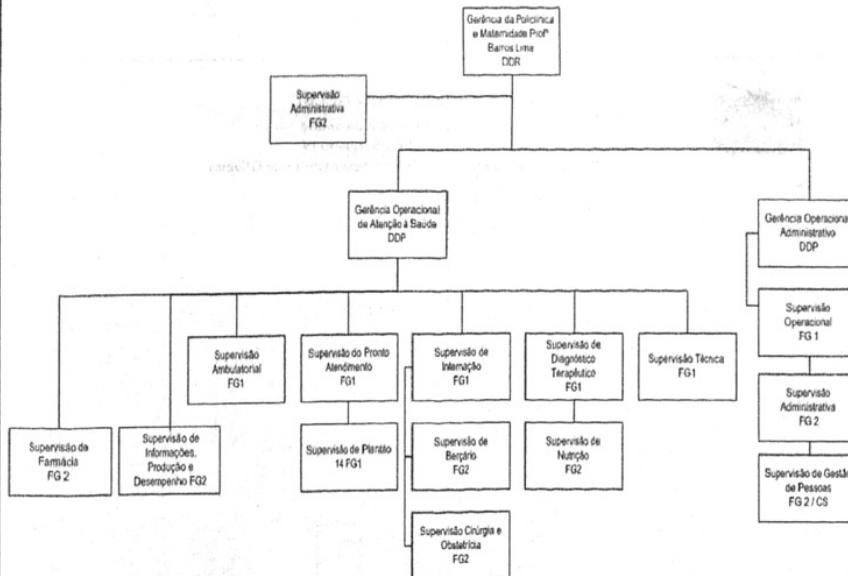 Gerência da Policlínica
e Maternidade Profº
Barros Lima
DDR
Supervisão
Administrativa
FG2
Gerência Operacional
de Atenção à Saúde
DDP
Gerência Operacional
Administrativo
DDP
Supervisão
Operacional
FG 1
Supervisão
Ambulatorial
FG1
Supervisão do Pronto
Atendimento
FG1
Supervisão de
Internação
FG1
Supervisão de
Diagnóstico
Terapêutico
FG1
Supervisão Técnica
FG1
Supervisão
Administrativa
FG 2
Supervisão de
Farmácia
FG 2
Supervisão de
Informações,
Produção e
Desempenho FG2
Supervisão de Plantão
14 FG1
Supervisão de
Berçário
FG2
Supervisão de
Nutrição
FG2
Supervisão de Gestão
de Pessoas
FG 2 / CS
Supervisão Cirúrgia e
Obstetrícia
FG2